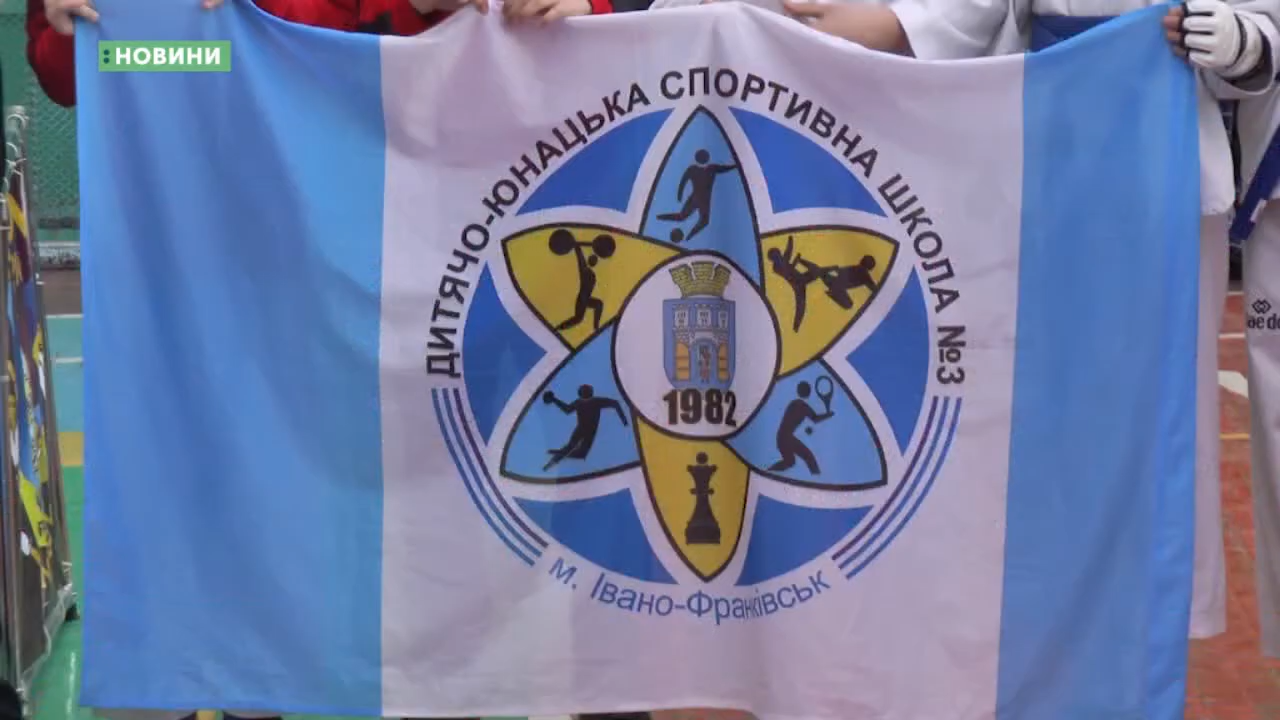 :НОВИНИ
ДИТЯЧО-ЮНАЦЬКА СПОРТИВНА ШКОЛА №3
1982
м. Івано-Франківськ